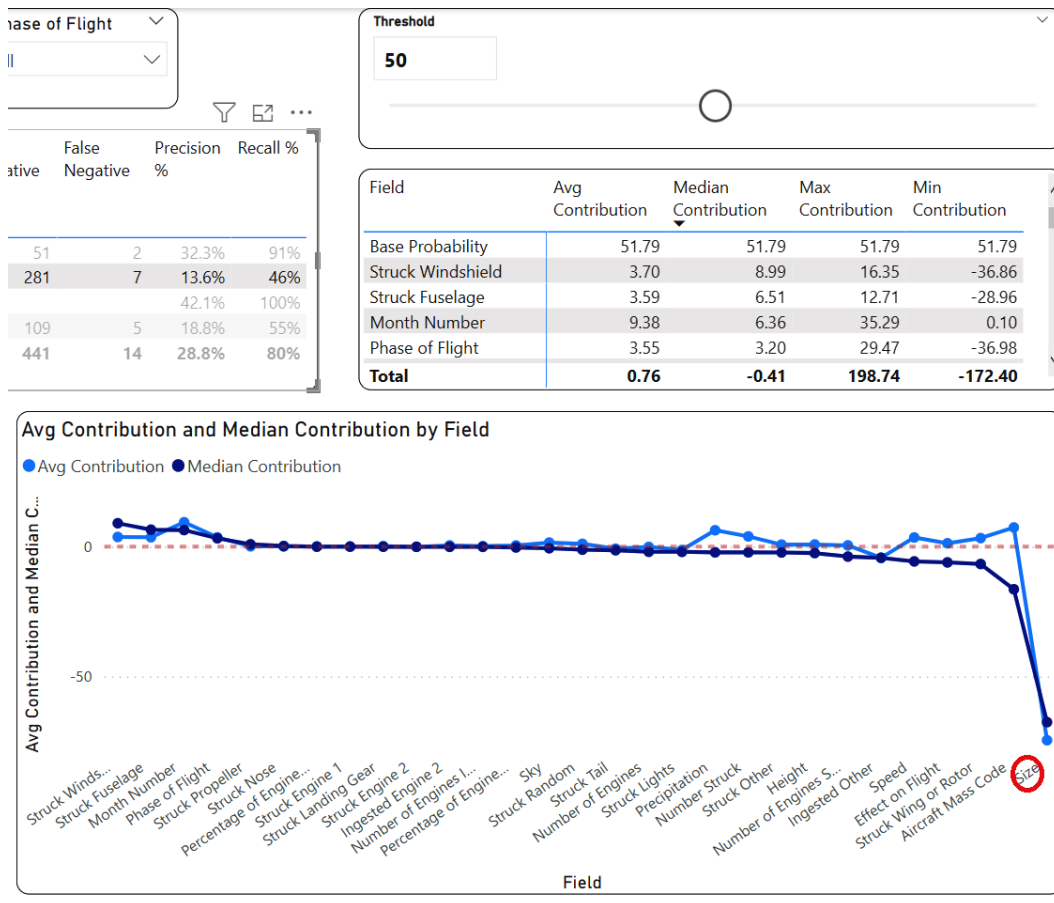 hase of Flight
ll
Threshold
50
ative False Negative Precision % Recall %
51 2 32.3% 91%
281 7 13.6% 46%
42.1% 100%
109 5 18.8% 55%
441 14 28.8% 80%
Field Avg Contribution Median Contribution Max Contribution Min Contribution
Base Probability 51.79 51.79 51.79 51.79
Struck Windshield 3.70 8.99 16.35 -36.86
Struck Fuselage 3.59 6.51 12.71 -28.96
Month Number 9.38 6.36 35.29 0.10
Phase of Flight 3.55 3.20 29.47 -36.98
Total 0.76 -0.41 198.74 -172.40
Avg Contribution and Median Contribution by Field
Avg Contribution Median Contribution
Avg Contribution and Median C...
0
-50
Struck Winds...
Struck Fuselage
Month Number
Phase of Flight
Struck Propeller
Struck Nose
Percentage of Engine...
Struck Engine 1
Struck Landing Gear
Struck Engine 2
Ingested Engine 2
Number of Engines I...
Percentage of Engine...
Sky
Struck Random
Struck Tail
Number of Engines
Struck Lights
Precipitation
Number Struck
Struck Other
Height
Number of Engines S...
Ingested Other
Speed
Effect on Flight
Struck Wing or Rotor
Aircraft Mass Code
Size
Field